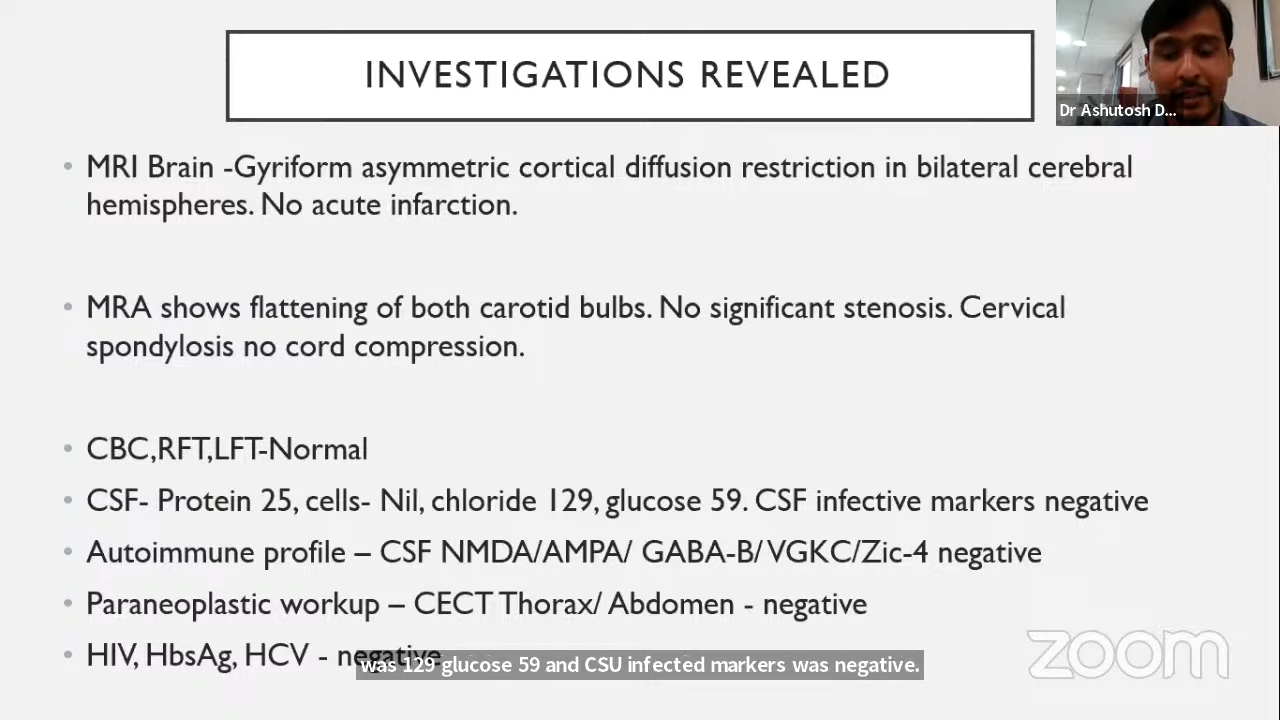 INVESTIGATIONS REVEALED
Dr Ashutosh D...
• MRI Brain -Gyriform asymmetric cortical diffusion restriction in bilateral cerebral
hemispheres. No acute infarction.
• MRA shows flattening of both carotid bulbs. No significant stenosis. Cervical
spondylosis no cord compression.
• CBC,RFT,LFT-Normal
• CSF- Protein 25, cells- Nil, chloride 129, glucose 59. CSF infective markers negative
• Autoimmune profile – CSF NMDA/AMPA/ GABA-B/ VGKC/Zic-4 negative
• Paraneoplastic workup – CECT Thorax/ Abdomen - negative
• HIV, HbsAg, HCV - negative
was 129 glucose 59 and CSU infected markers was negative.
zoom